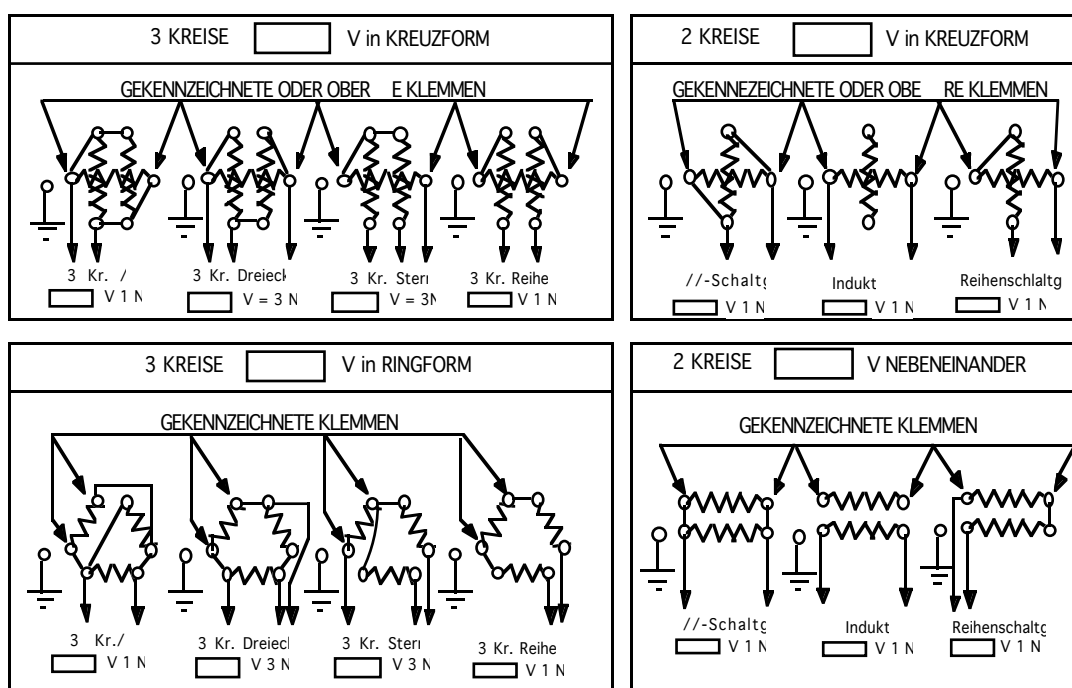 3 KREISE V in KREUZFORM
GEKENNZEICHNETE ODER OBER E KLEMMEN
3 Kr. /
V 1 N
3 Kr. Dreieck
V = 3 N
3 Kr. Stern
V = 3N
3 Kr. Reihe
V 1 N
2 KREISE V in KREUZFORM
GEKENNEZEICHNETE ODER OBE RE KLEMMEN
//-Schaltg
V 1 N
Indukt
V 1 N
Reihenschlaltg
V 1 N
3 KREISE V in RINGFORM
GEKENNZEICHNETE KLEMMEN
3 Kr./
V 1 N
3 Kr. Dreieck
V 3 N
3 Kr. Stern
V 3 N
3 Kr. Reihe
V 1 N
2 KREISE V NEBENEINANDER
GEKENNZEICHNETE KLEMMEN
//-Schaltg
V 1 N
Indukt
V 1 N
Reihenschaltg
V 1 N